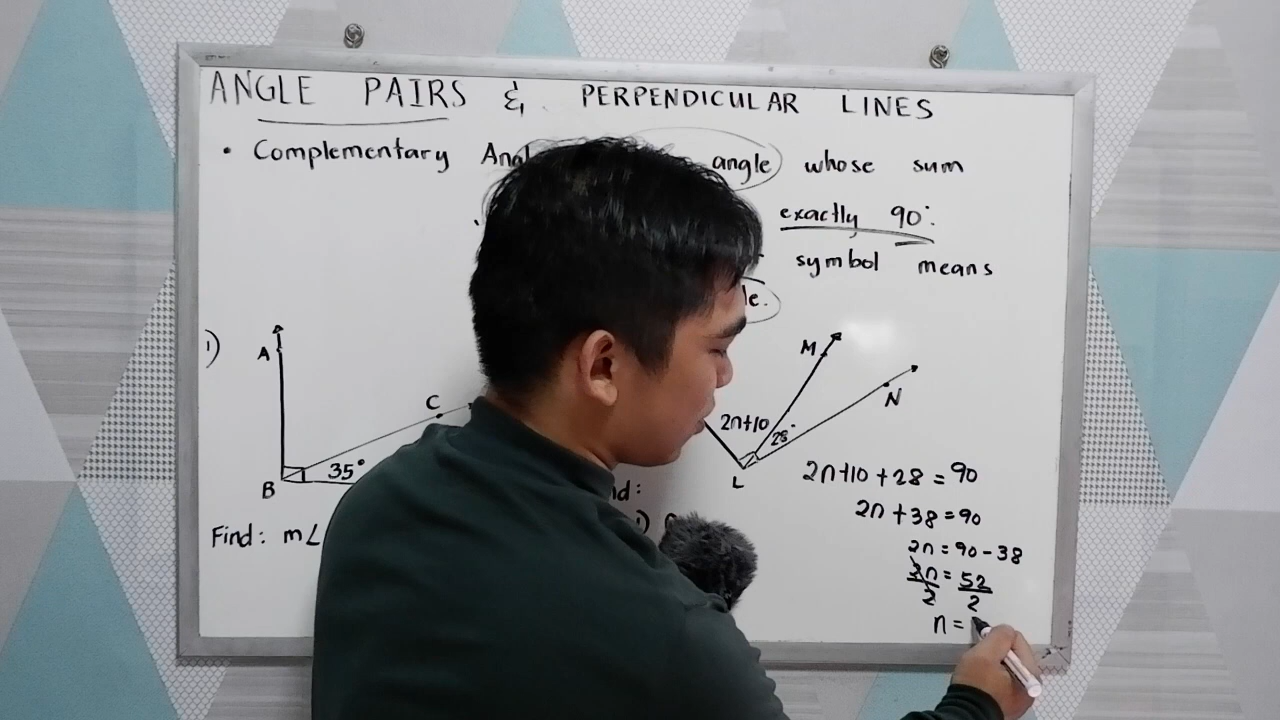 ANGLE PAIRS & PERPENDICULAR LINES
• Complementary angle whose sum
exactly 90°.
symbol means
1)
A
C
B
35°
Find: m∠
M
N
2n+10
28°
L
2n+10+28=90
2n+38=90
2n=90-38
2n=52
2 2
n=